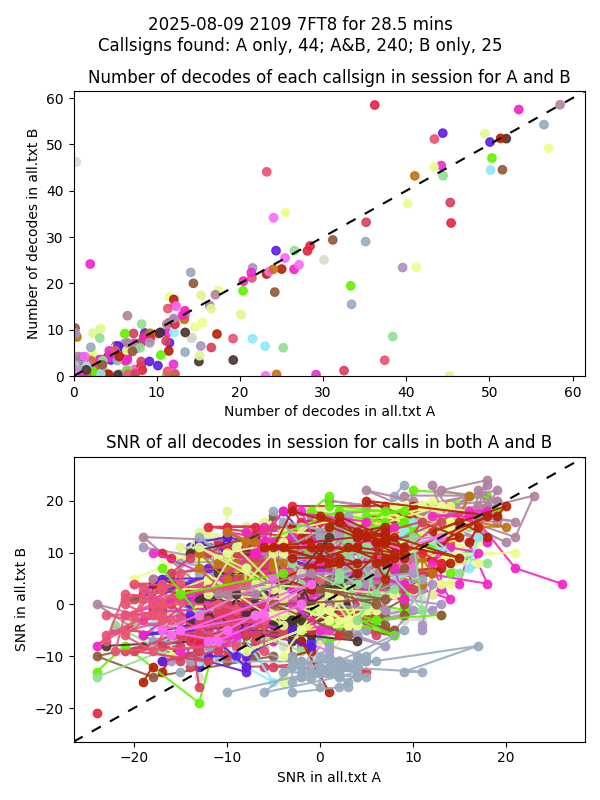 2025-08-09 2109 7FT8 for 28.5 mins
Callsigns found: A only, 44; A&B, 240; B only, 25
Number of decodes of each callsign in session for A and B
60
50
40
30
20
10
0
Number of decodes in all.txt B
0 10 20 30 40 50 60
Number of decodes in all.txt A
SNR of all decodes in session for calls in both A and B
20
10
0
−10
−20
SNR in all.txt B
−20 −10 0 10 20
SNR in all.txt A